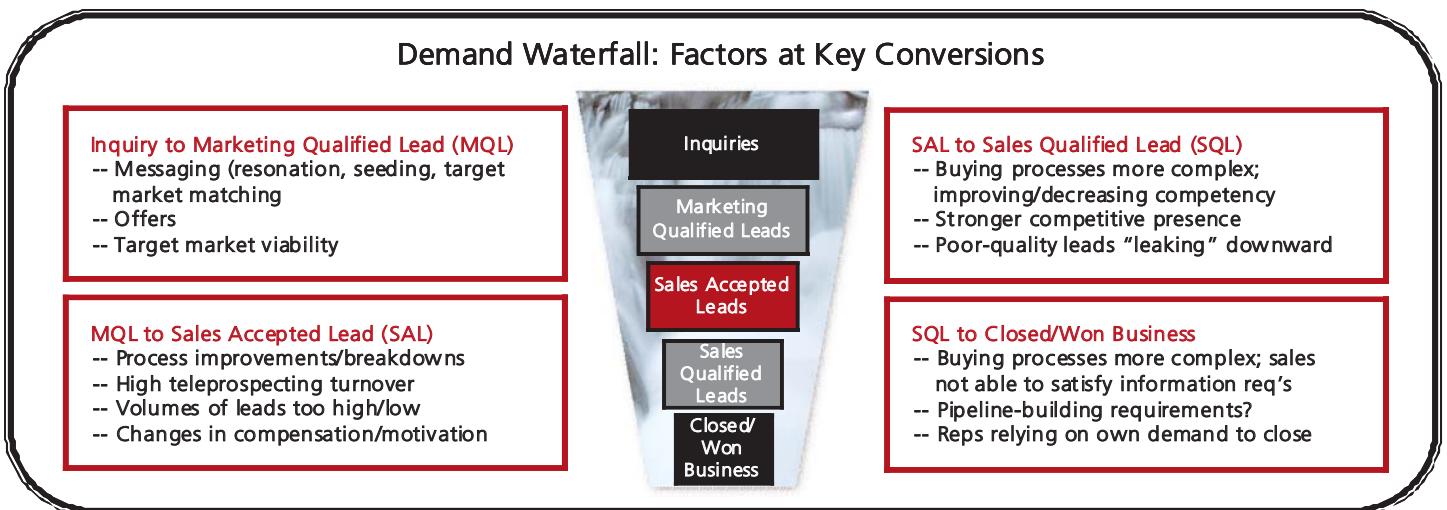 Demand Waterfall: Factors at Key Conversions
Inquiry to Marketing Qualified Lead (MQL)
-- Messaging (resonation, seeding, target
market matching
-- Offers
-- Target market viability
MQL to Sales Accepted Lead (SAL)
-- Process improvements/breakdowns
-- High teleprospecting turnover
-- Volumes of leads too high/low
-- Changes in compensation/motivation
Inquiries
Marketing
Qualified Leads
Sales Accepted
Leads
Sales
Qualified
Leads
Closed/
Won
Business
SAL to Sales Qualified Lead (SQL)
-- Buying processes more complex;
improving/decreasing competency
-- Stronger competitive presence
-- Poor-quality leads “leaking” downward
SQL to Closed/Won Business
-- Buying processes more complex; sales
not able to satisfy information req’s
-- Pipeline-building requirements?
-- Reps relying on own demand to close